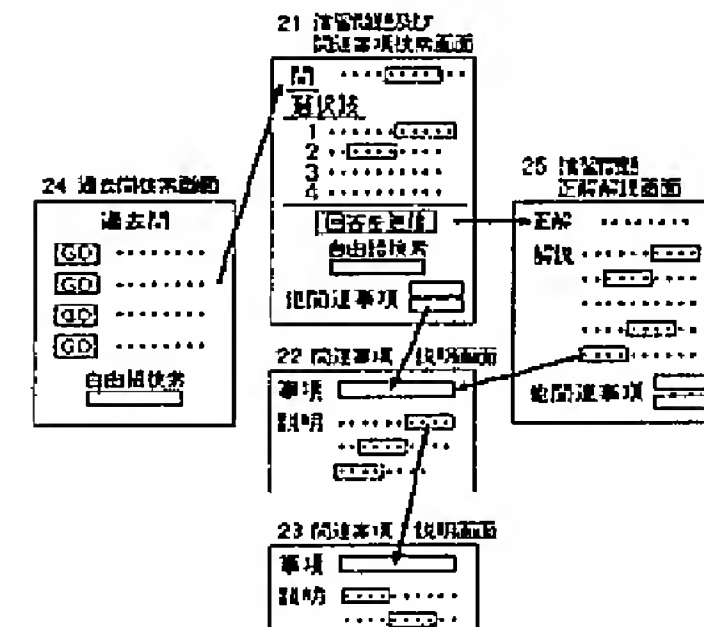 21 演習問題及び
関連事項検索画面
問
選択肢
1
2
3
4
回答を送信
自由語検索
他関連事項
24 過去問検索画面
過去問
GO
GO
GO
GO
自由語検索
25 演習問題
正解解説画面
正解
解説
他関連事項
22 関連事項 説明画面
事項
説明
23 関連事項 説明画面
事項
説明